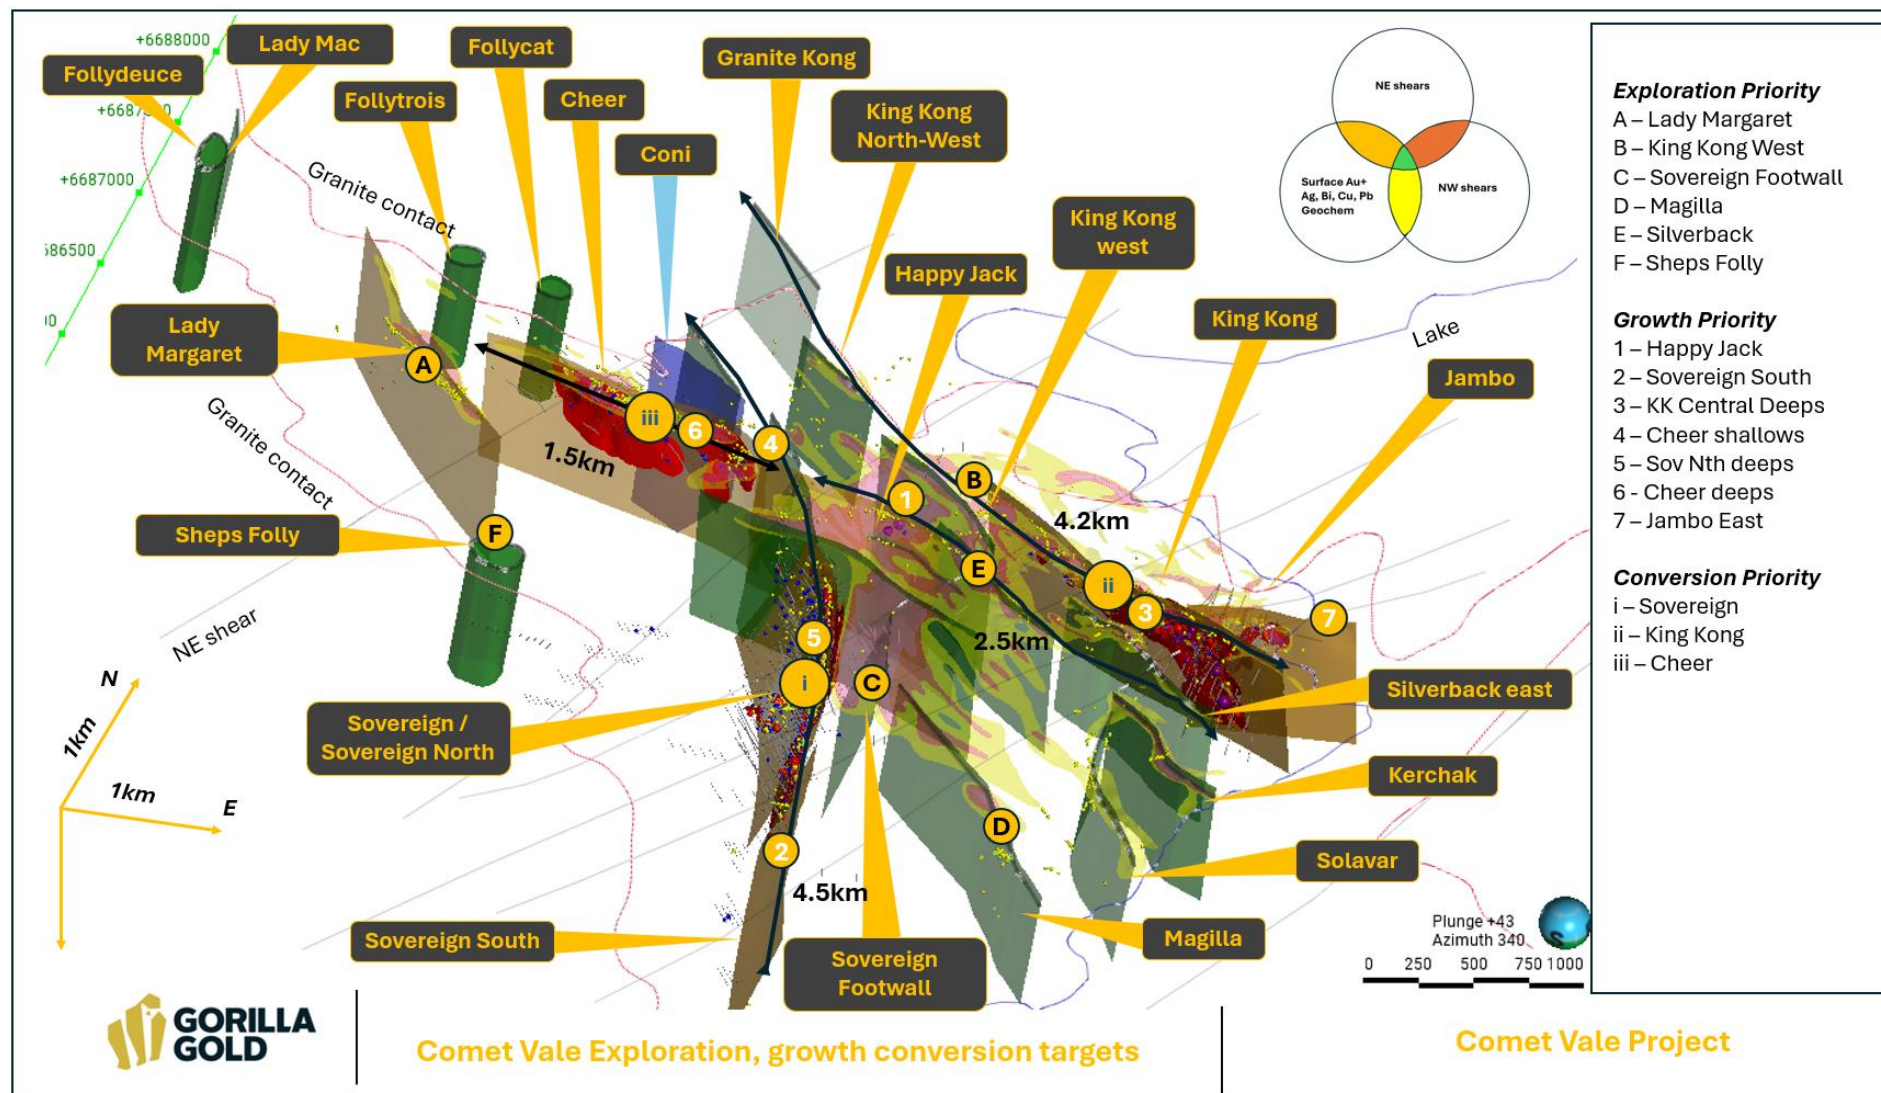 +6688000
Lady Mac
Follydeuce
Follycat
Follytrois
Cheer
Coni
Granite Kong
King Kong
North-West
King Kong
west
Happy Jack
King Kong
Jambo
Lake
NE shears
Surface Au+
Ag, Bi, Cu, Pb
Geochem
NW shears
+6687000
Granite contact
Lady
Margaret
A
iii
6
4
1.5km
1
B
4.2km
Granite contact
Sheps Folly
F
E
ii
3
7
NE shear
5
2.5km
N
1km
1km
E
i
C
Sovereign /
Sovereign North
Silverback east
Kerchak
D
2
Solavar
4.5km
Sovereign South
Sovereign
Footwall
Magilla
Plunge +43
Azimuth 340
S
0 250 500 750 1000
Exploration Priority
A – Lady Margaret
B – King Kong West
C – Sovereign Footwall
D – Magilla
E – Silverback
F – Sheps Folly
Growth Priority
1 – Happy Jack
2 – Sovereign South
3 – KK Central Deeps
4 – Cheer shallows
5 – Sov Nth deeps
6 - Cheer deeps
7 – Jambo East
Conversion Priority
i – Sovereign
ii – King Kong
iii – Cheer
GORILLA
GOLD
Comet Vale Exploration, growth conversion targets
Comet Vale Project